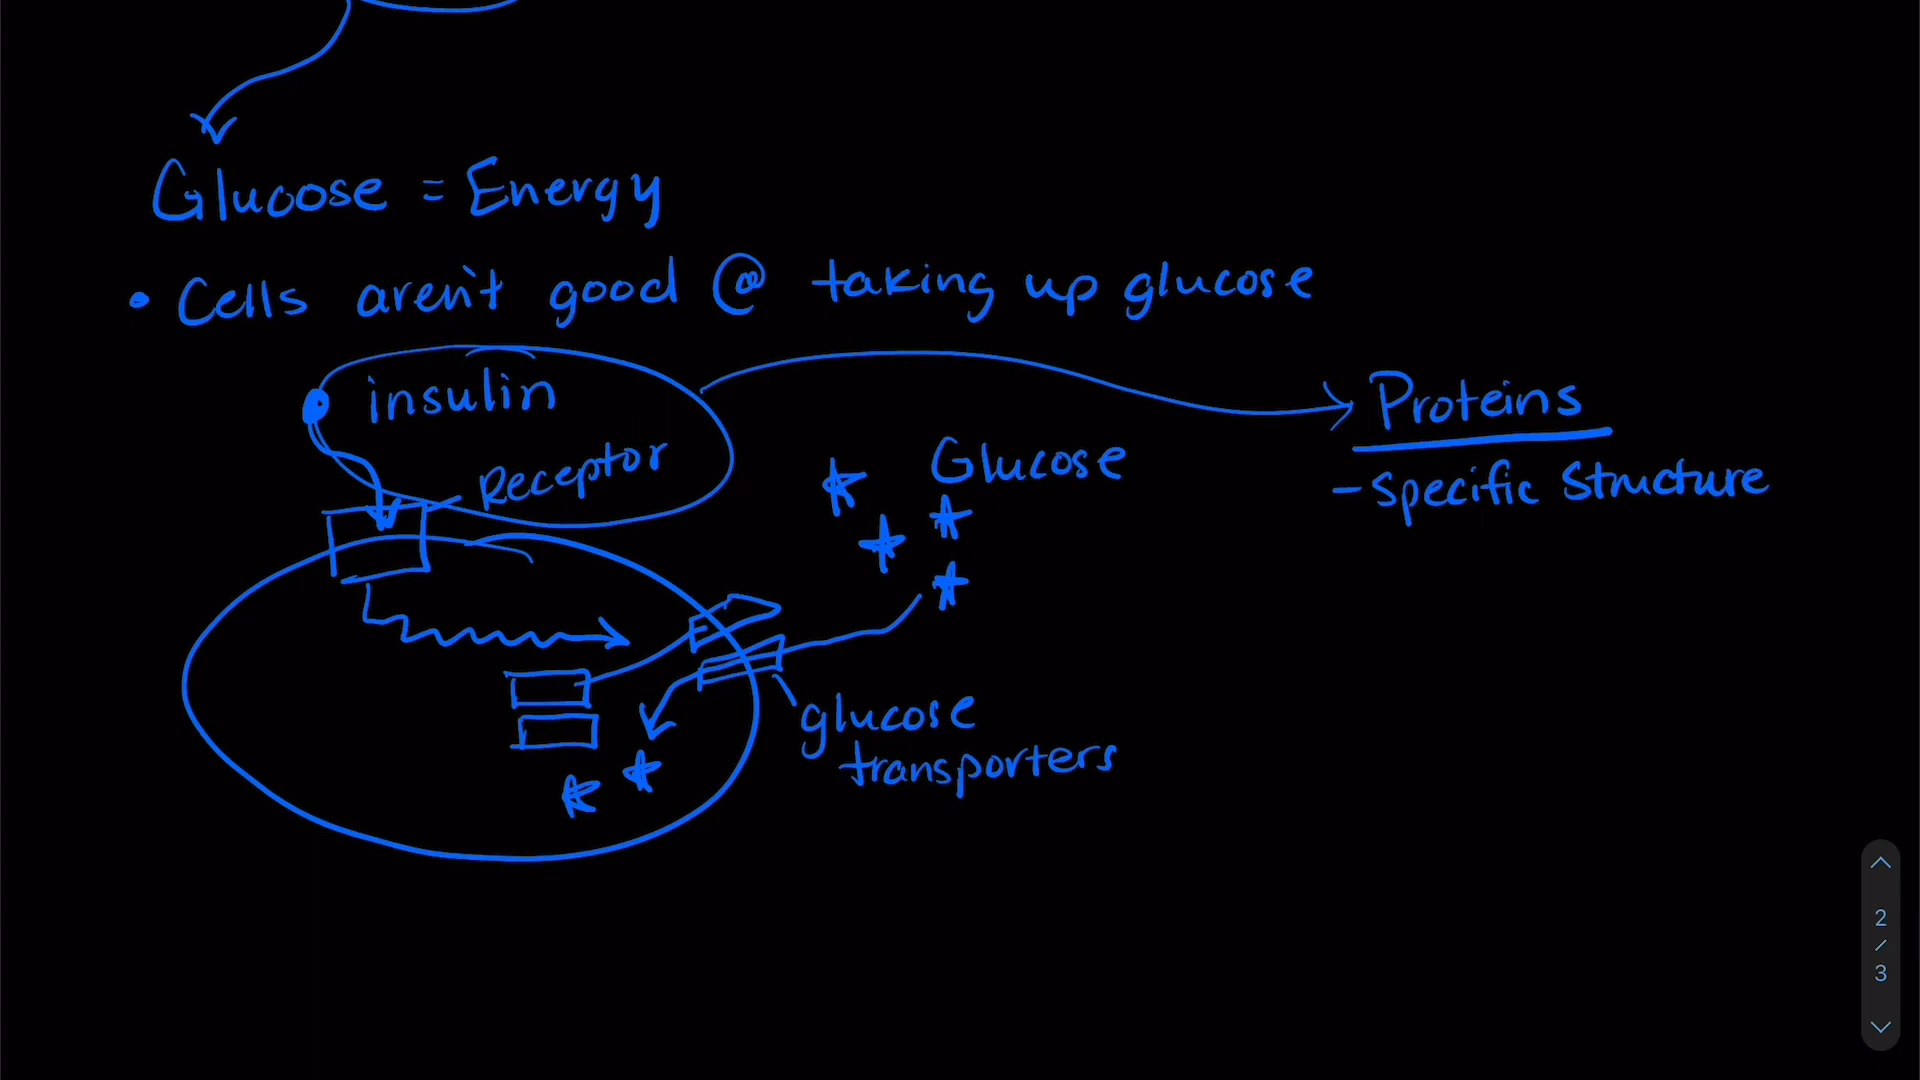 Glucose = Energy
• Cells aren't good @ taking up glucose
insulin
Receptor
Glucose
Proteins
- Specific Structure
glucose
transporters
2
/
3